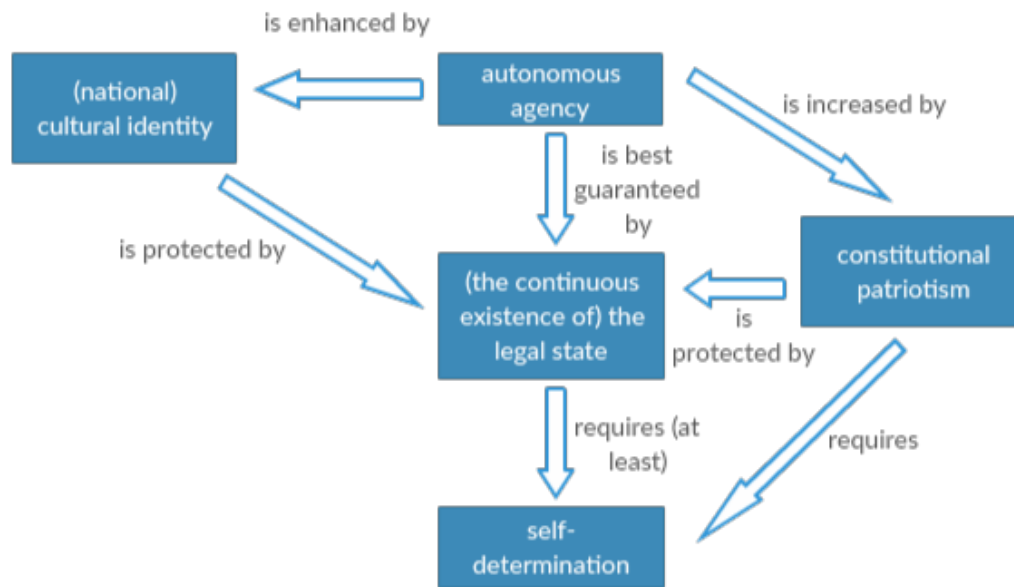 is enhanced by
(national)
cultural identity
autonomous
agency
is increased by
is best
guaranteed
by
is protected by
constitutional
patriotism
(the continuous
existence of) the
legal state
is
protected by
requires (at
least)
requires
self-
determination